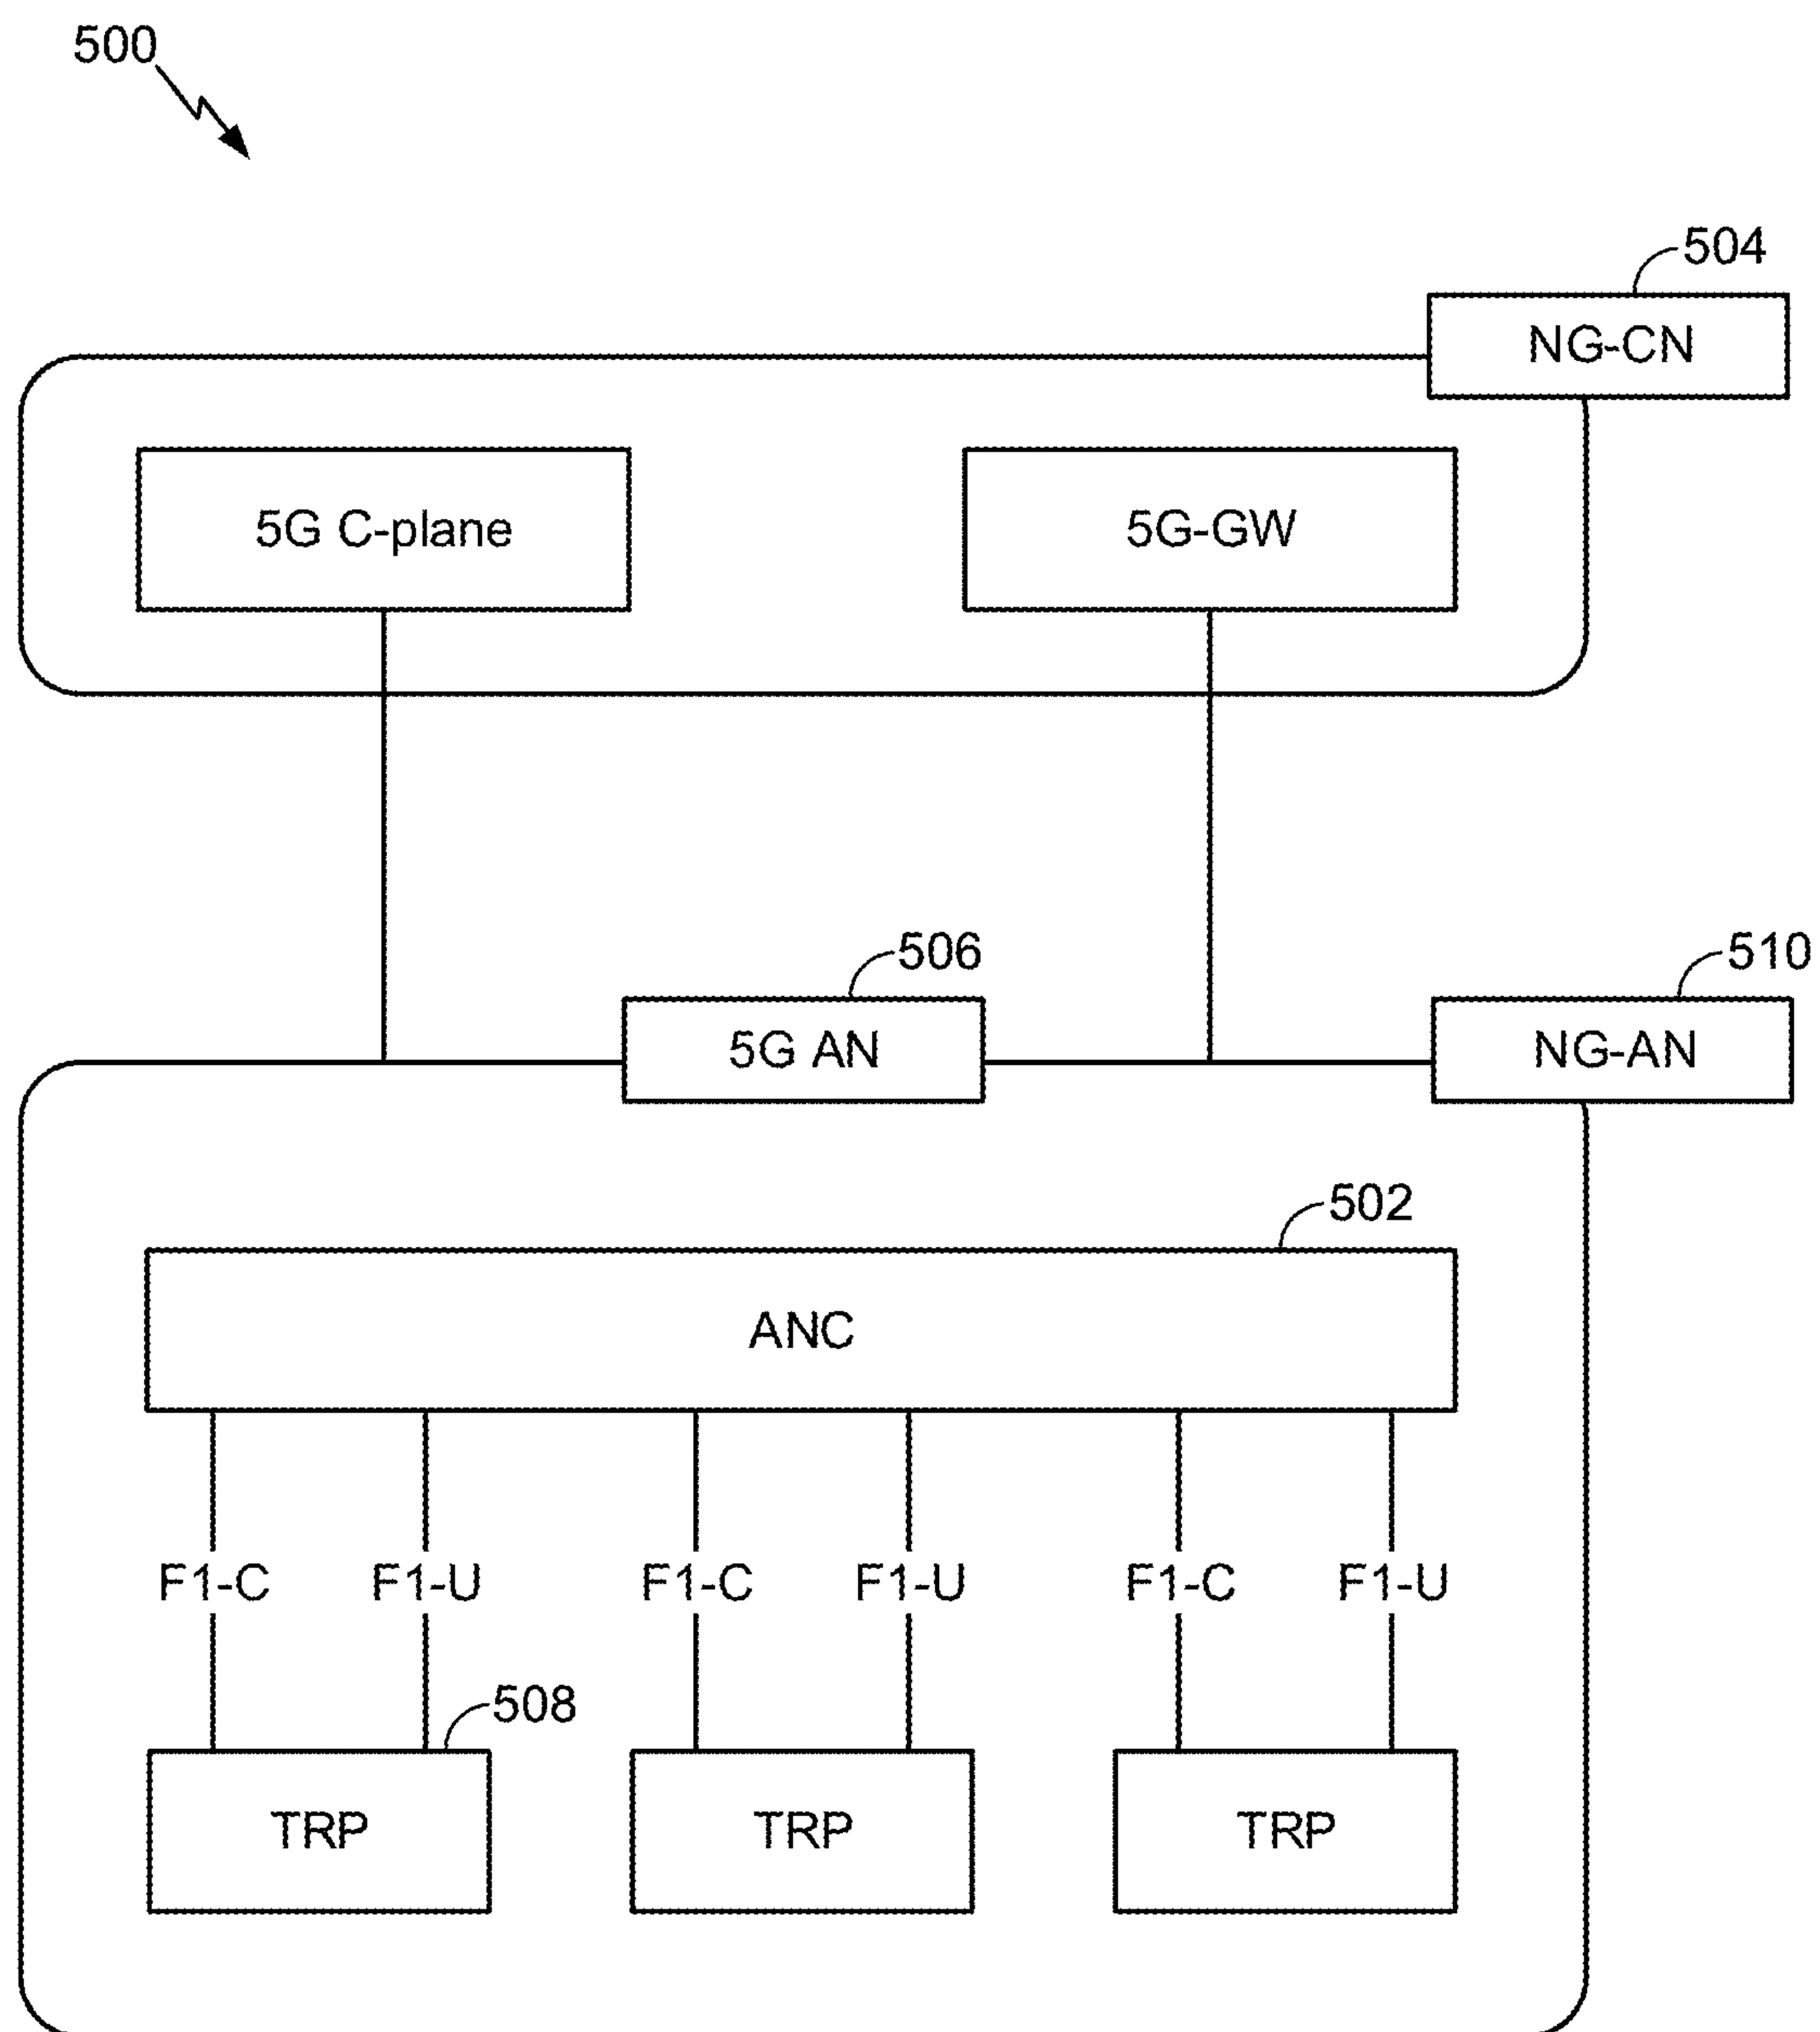 500
504
NG-CN
5G C-plane
5G-GW
506
510
5G AN
NG-AN
502
ANC
F1-C
F1-U
F1-C
F1-U
F1-C
F1-U
508
TRP
TRP
TRP